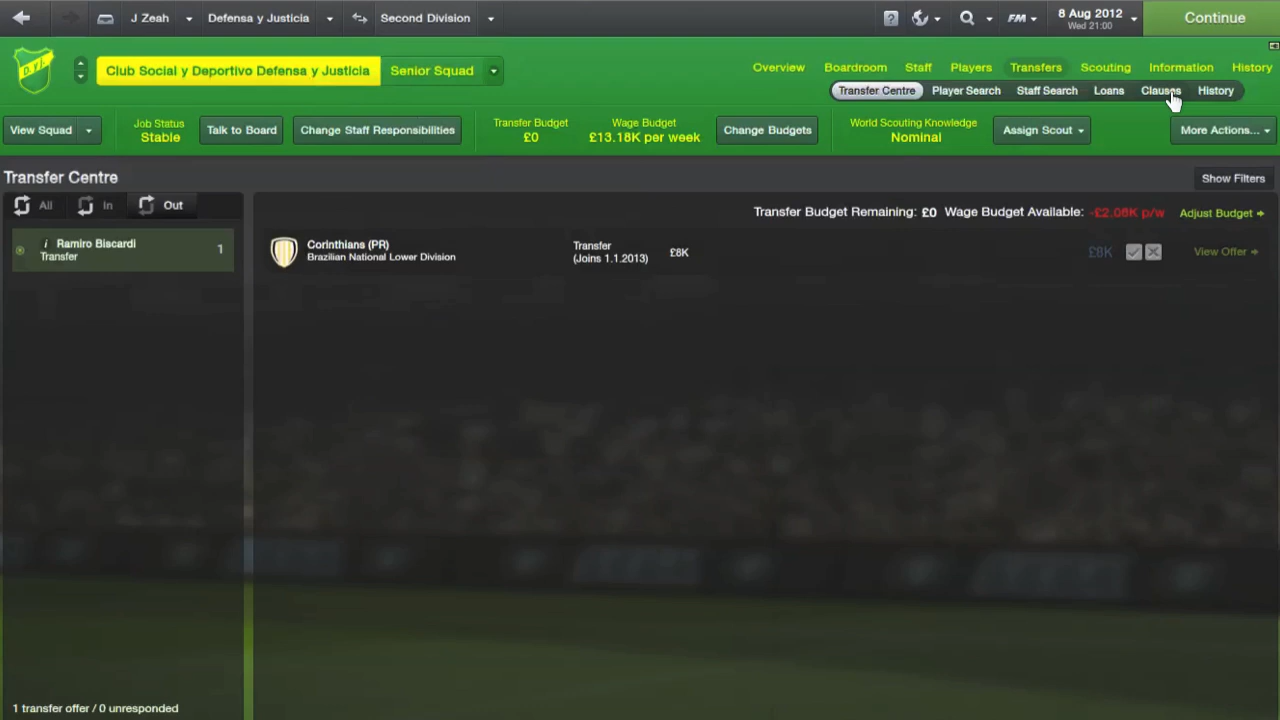 J Zeah
Defensa y Justicia
Second Division
FM
8 Aug 2012
Wed 21:00
Continue
D.Y.J.
Club Social y Deportivo Defensa y Justicia
Senior Squad
Overview
Boardroom
Staff
Players
Transfers
Scouting
Information
History
Transfer Centre
Player Search
Staff Search
Loans
Clauses
History
View Squad
Job Status
Stable
Talk to Board
Change Staff Responsibilities
Transfer Budget
£0
Wage Budget
£13.18K per week
Change Budgets
World Scouting Knowledge
Nominal
Assign Scout
More Actions...
Transfer Centre
Show Filters
All
In
Out
Transfer Budget Remaining: £0 Wage Budget Available: -£2.06K p/w
Adjust Budget
i Ramiro Biscardi
Transfer
1
Corinthians (PR)
Brazilian National Lower Division
Transfer
(Joins 1.1.2013)
£8K
£8K
View Offer
1 transfer offer / 0 unresponded